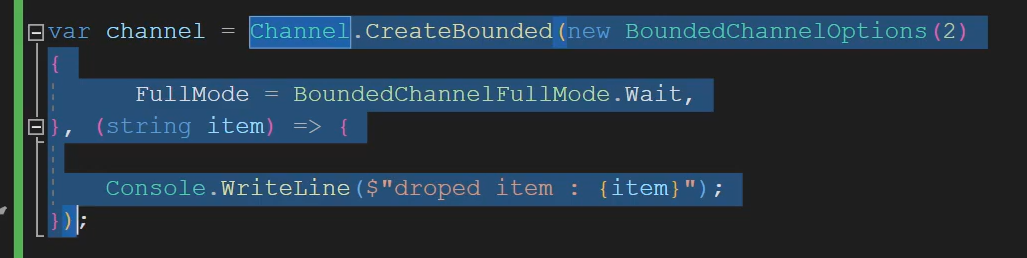 var channel = Channel.CreateBounded(new BoundedChannelOptions(2)
{
FullMode = BoundedChannelFullMode.Wait,
}, (string item) => {
Console.WriteLine($"droped item : {item}");
});